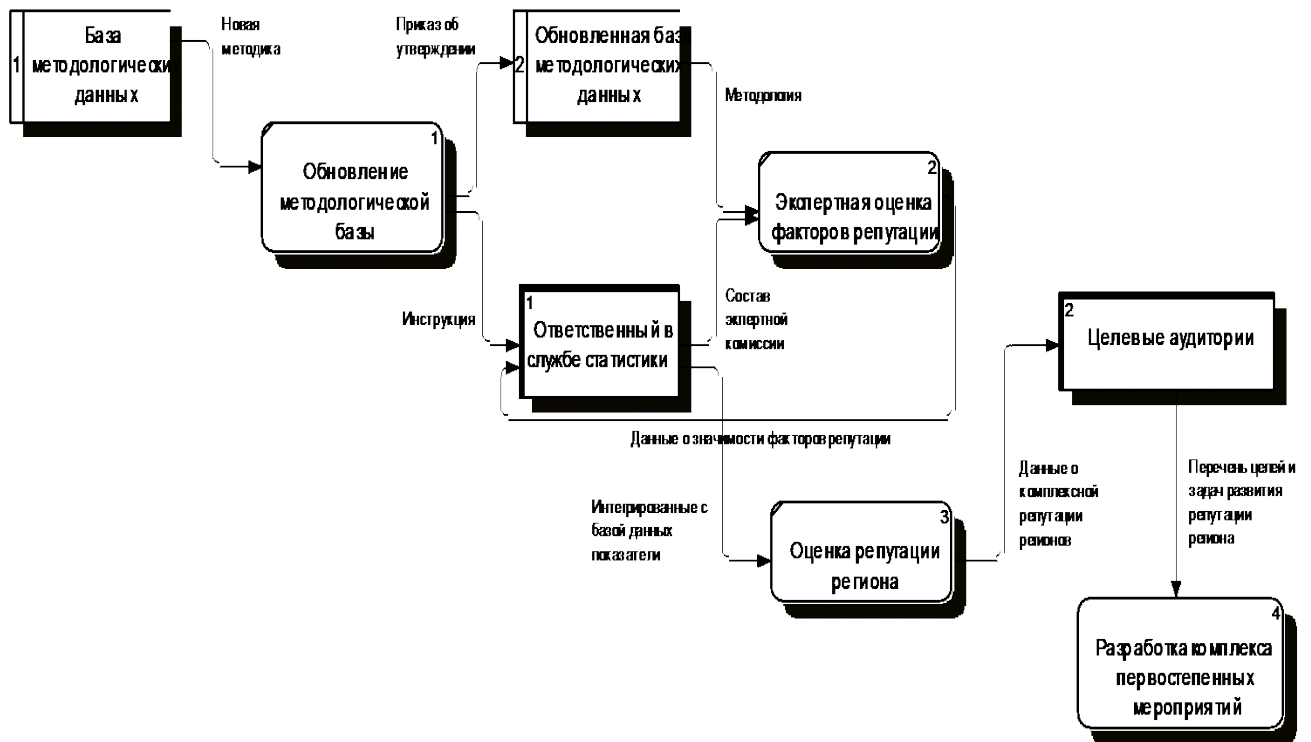 1
База
методологических
данных
Новая
методика
Приказ об
утверждении
2
Обновленная баз
методологических
данных
Методология
1
Обновление
методологической
базы
2
Экспертная оценка
факторов репутации
Инструкция
1
Ответственный в
службе статистики
Состав
экспертной
комиссии
2
Целевые аудитории
Данные о значимости факторов репутации
Интегрированные с
базой данных
показатели
3
Оценка репутации
региона
Данные о
комплексной
репутации
регионов
Перечень целей и
задач развития
репутации
региона
4
Разработка комплекса
первостепенных
мероприятий